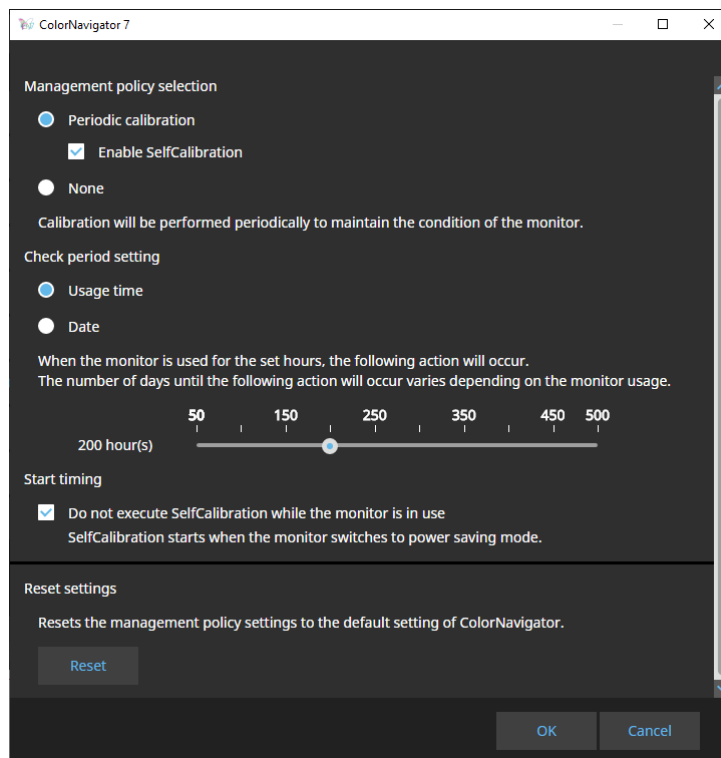 ColorNavigator 7
Management policy selection
Periodic calibration
Enable SelfCalibration
None
Calibration will be performed periodically to maintain the condition of the monitor.
Check period setting
Usage time
Date
When the monitor is used for the set hours, the following action will occur.
The number of days until the following action will occur varies depending on the monitor usage.
50 150 250 350 450 500
200 hour(s)
Start timing
Do not execute SelfCalibration while the monitor is in use
SelfCalibration starts when the monitor switches to power saving mode.
Reset settings
Resets the management policy settings to the default setting of ColorNavigator.
Reset
OK Cancel